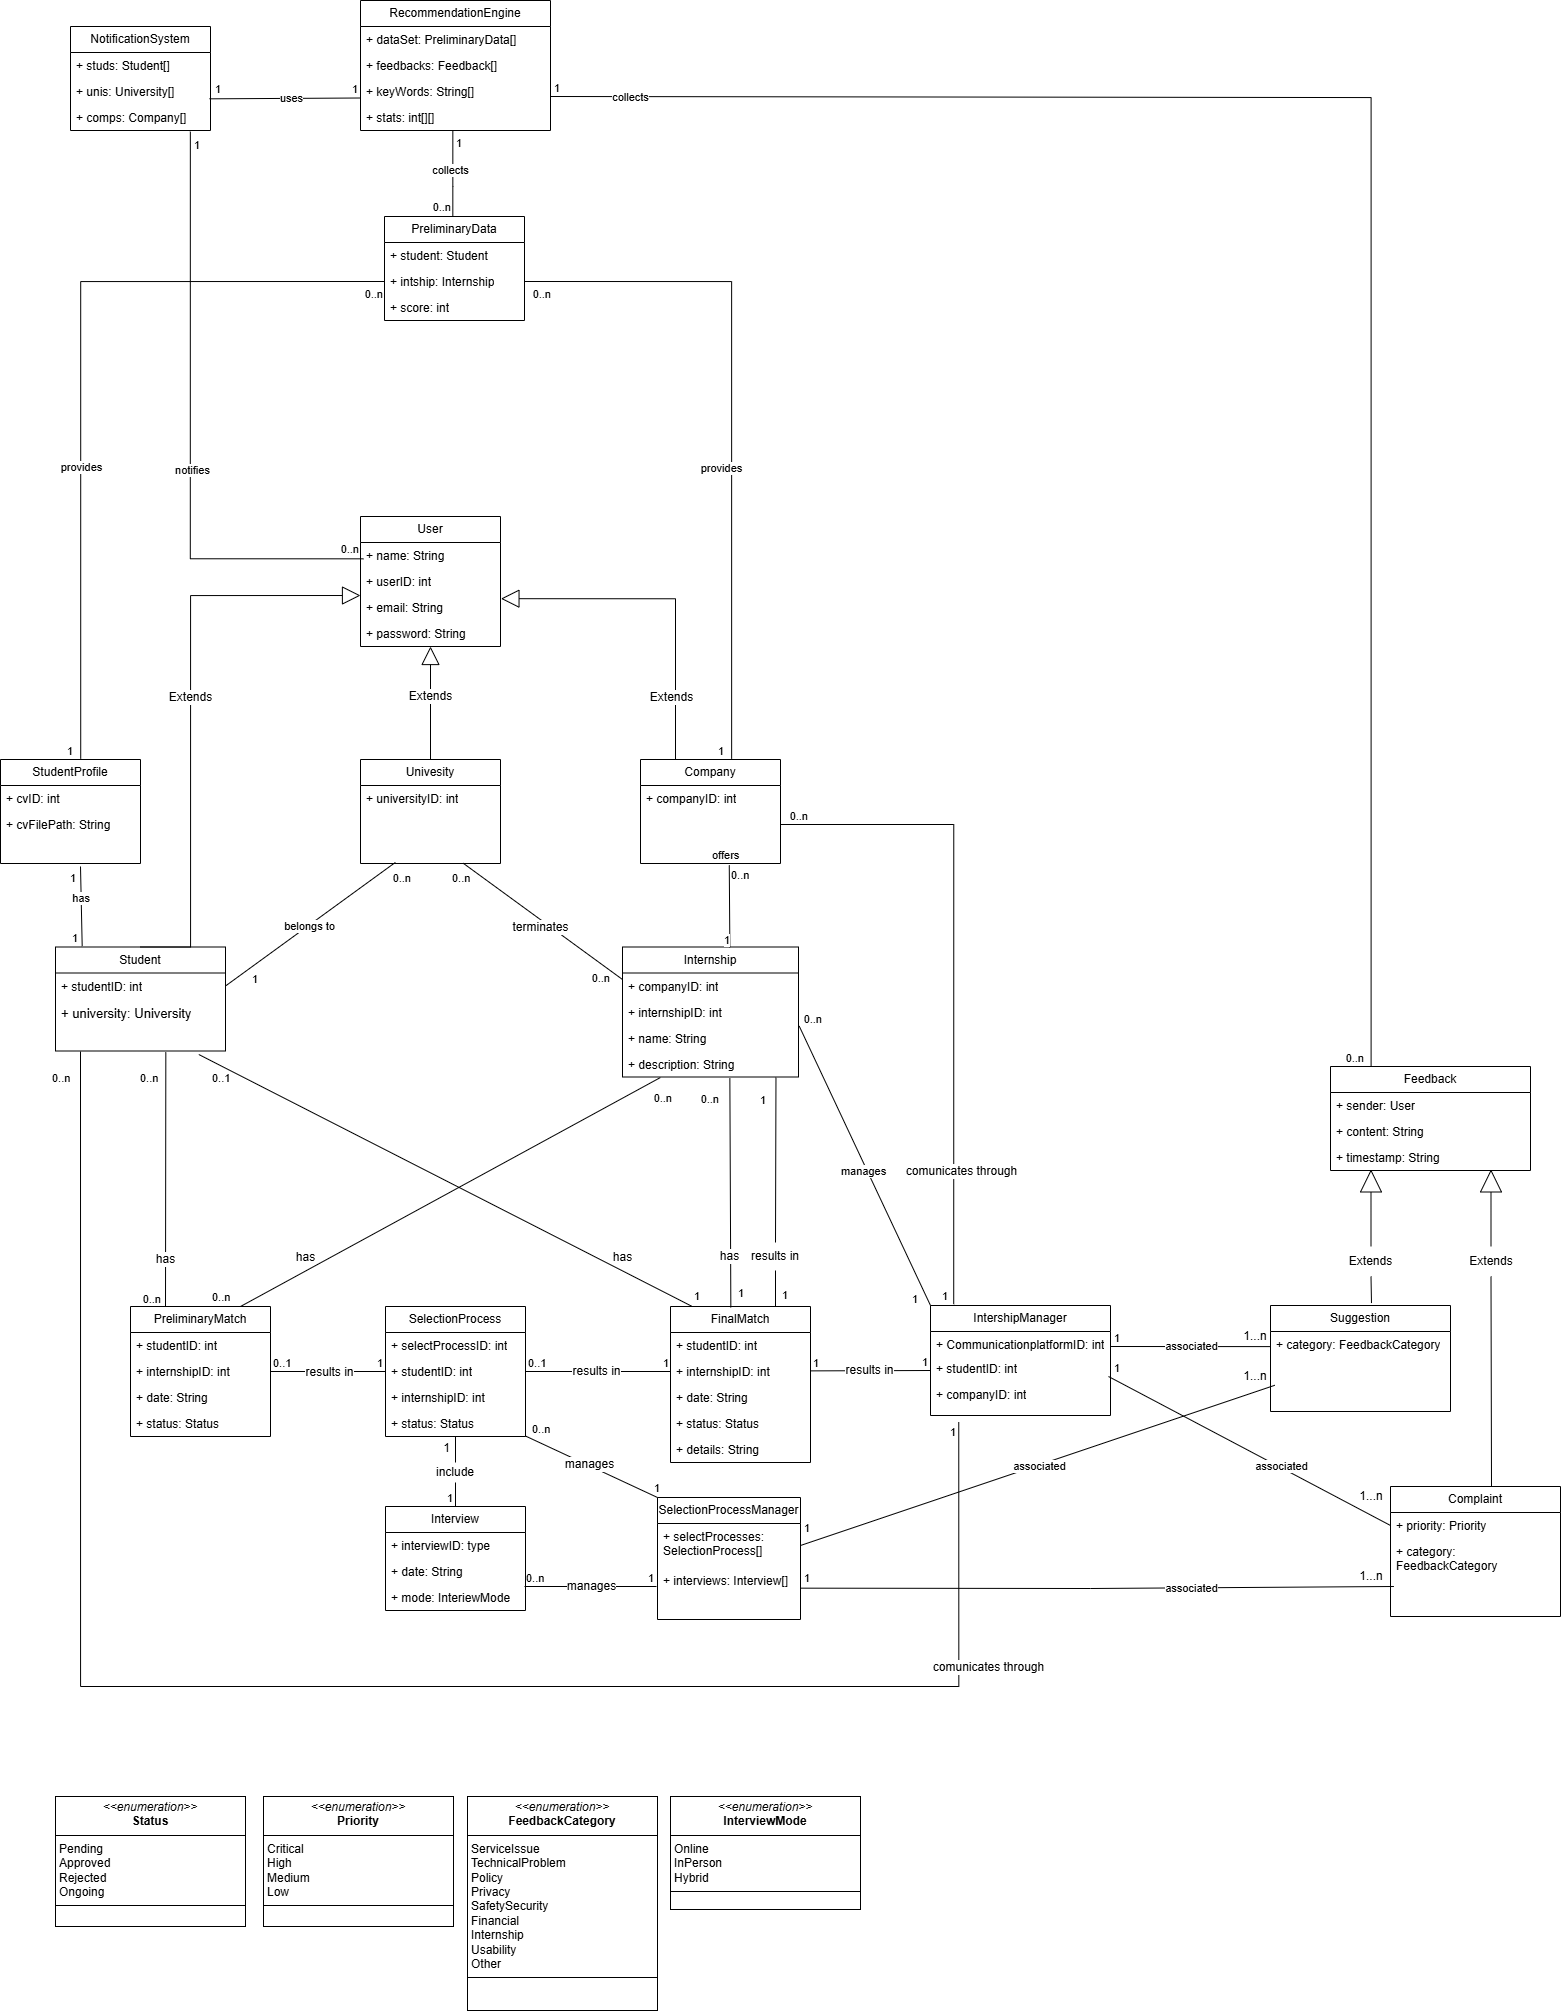 RecommendationEngine
+ dataSet: PreliminaryData[]
+ feedbacks: Feedback[]
+ keyWords: String[]
+ stats: int[][]
NotificationSystem
+ studs: Student[]
+ unis: University[]
+ comps: Company[]
1
uses
1
1
collects
1
1
collects
0..n
PreliminaryData
+ student: Student
+ intship: Internship
+ score: int
0..n
0..n
provides
notifies
provides
User
+ name: String
+ userID: int
+ email: String
+ password: String
0..n
Extends
Extends
Extends
1
1
StudentProfile
+ cvID: int
+ cvFilePath: String
Univesity
+ universityID: int
Company
+ companyID: int
offers
0..n
1
has
1
0..n
0..n
0..n
belongs to
terminates
1
0..n
1
Student
+ studentID: int
+ university: University
Internship
+ companyID: int
+ internshipID: int
+ name: String
+ description: String
0..n
0..n
0..n
0..1
0..n
0..n
1
0..n
Feedback
+ sender: User
+ content: String
+ timestamp: String
manages
comunicates through
has
has
has
has
results in
Extends
Extends
0..n
0..n
1
1
1
1
1
PreliminaryMatch
+ studentID: int
+ internshipID: int
+ date: String
+ status: Status
0..1
results in
1
SelectionProcess
+ selectProcessID: int
+ studentID: int
+ internshipID: int
+ status: Status
0..1
results in
1
FinalMatch
+ studentID: int
+ internshipID: int
+ date: String
+ status: Status
+ details: String
1
results in
1
IntershipManager
+ CommunicationplatformID: int
+ studentID: int
+ companyID: int
1
associated
1...n
1
1...n
Suggestion
+ category: FeedbackCategory
0..n
manages
1
1
include
1
1
associated
associated
1...n
Interview
+ interviewID: type
+ date: String
+ mode: InteriewMode
0..n
manages
1
SelectionProcessManager
+ selectProcesses:
SelectionProcess[]
+ interviews: Interview[]
1
1
associated
1...n
Complaint
+ priority: Priority
+ category:
FeedbackCategory
comunicates through
<<enumeration>>
Status
Pending
Approved
Rejected
Ongoing
<<enumeration>>
Priority
Critical
High
Medium
Low
<<enumeration>>
FeedbackCategory
ServiceIssue
TechnicalProblem
Policy
Privacy
SafetySecurity
Financial
Internship
Usability
Other
<<enumeration>>
InterviewMode
Online
InPerson
Hybrid